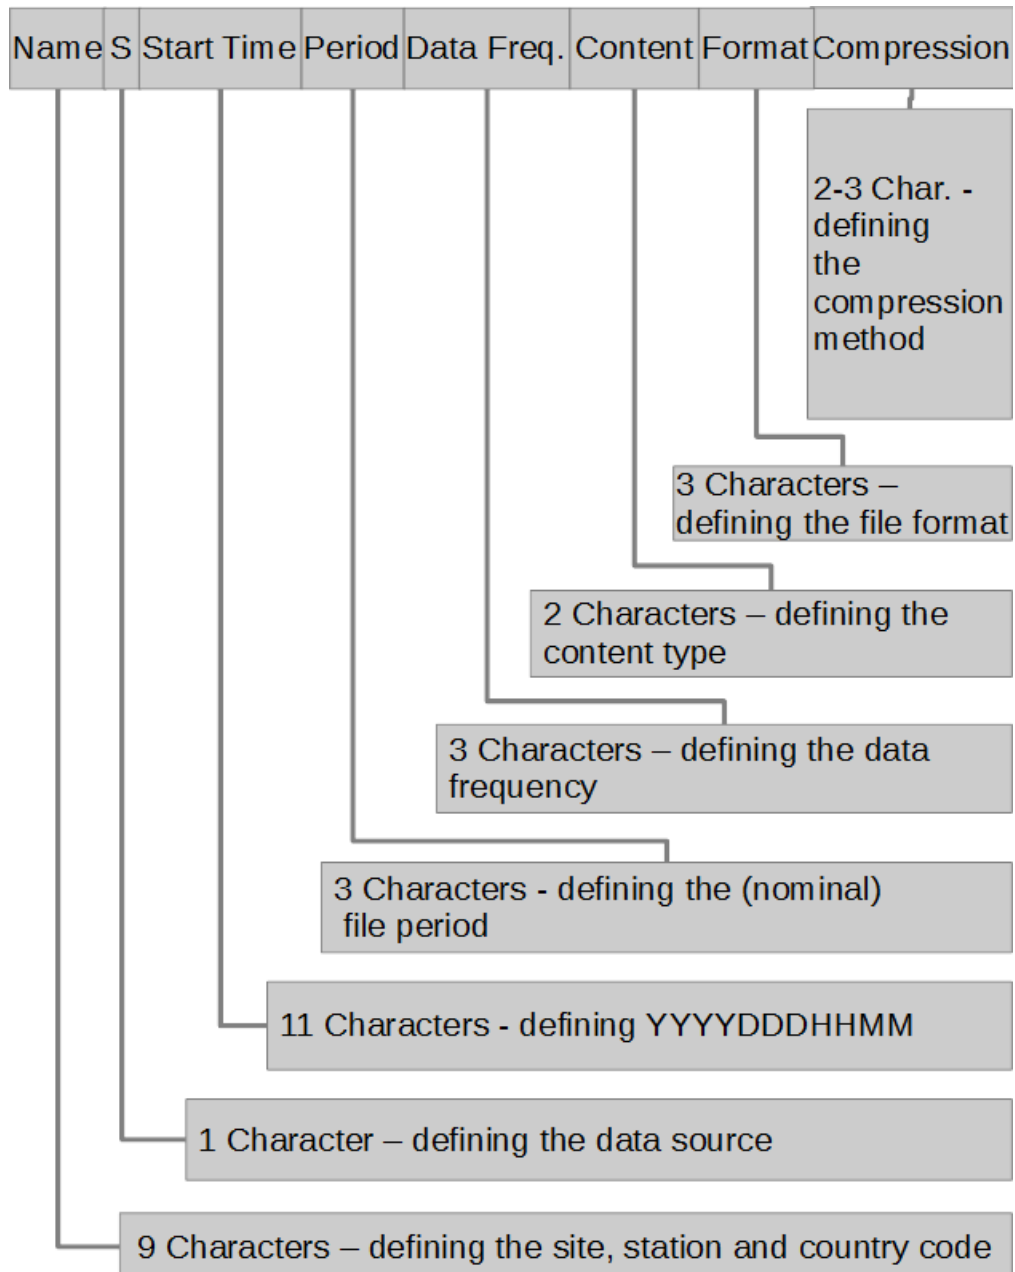 Name S Start Time Period Data Freq. Content Format Compression
2-3 Char. -
defining
the
compression
method
3 Characters –
defining the file format
2 Characters – defining the
content type
3 Characters – defining the data
frequency
3 Characters - defining the (nominal)
file period
11 Characters - defining YYYYDDDHHMM
1 Character – defining the data source
9 Characters – defining the site, station and country code